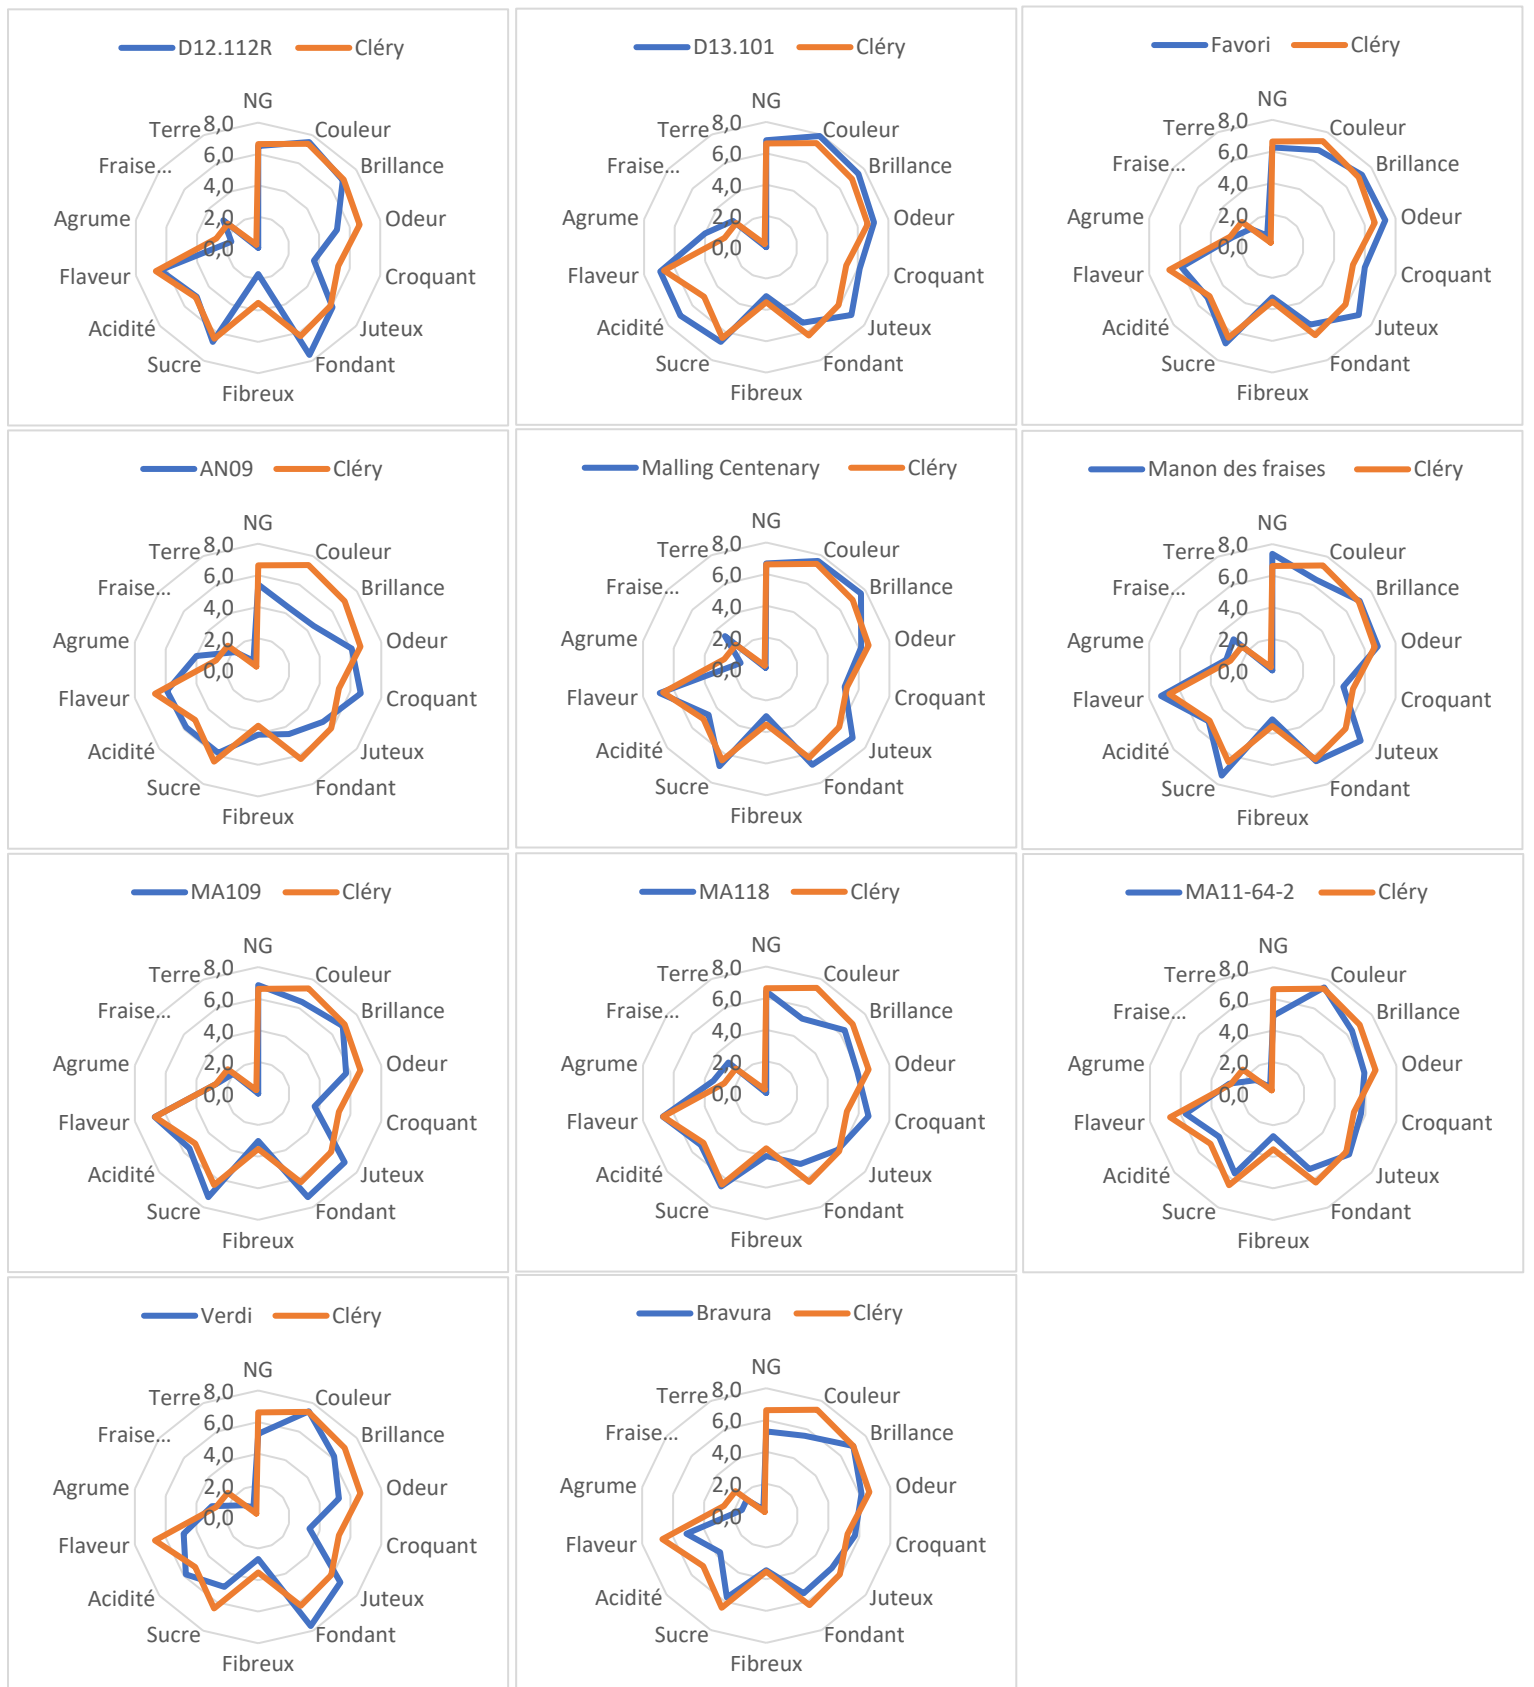 D12.112R Cléry
NG
Couleur
Brillance
Odeur
Croquant
Juteux
Fondant
Fibreux
Sucre
Acidité
Flaveur
Agrume
Fraise...
Terre
8,0
6,0
4,0
2,0
0,0
D13.101 Cléry
NG
Couleur
Brillance
Odeur
Croquant
Juteux
Fondant
Fibreux
Sucre
Acidité
Flaveur
Agrume
Fraise...
Terre
8,0
6,0
4,0
2,0
0,0
Favori Cléry
NG
Couleur
Brillance
Odeur
Croquant
Juteux
Fondant
Fibreux
Sucre
Acidité
Flaveur
Agrume
Fraise...
Terre
8,0
6,0
4,0
2,0
0,0
AN09 Cléry
NG
Couleur
Brillance
Odeur
Croquant
Juteux
Fondant
Fibreux
Sucre
Acidité
Flaveur
Agrume
Fraise...
Terre
8,0
6,0
4,0
2,0
0,0
Malling Centenary Cléry
NG
Couleur
Brillance
Odeur
Croquant
Juteux
Fondant
Fibreux
Sucre
Acidité
Flaveur
Agrume
Fraise...
Terre
8,0
6,0
4,0
2,0
0,0
Manon des fraises Cléry
NG
Couleur
Brillance
Odeur
Croquant
Juteux
Fondant
Fibreux
Sucre
Acidité
Flaveur
Agrume
Fraise...
Terre
8,0
6,0
4,0
2,0
0,0
MA109 Cléry
NG
Couleur
Brillance
Odeur
Croquant
Juteux
Fondant
Fibreux
Sucre
Acidité
Flaveur
Agrume
Fraise...
Terre
8,0
6,0
4,0
2,0
0,0
MA118 Cléry
NG
Couleur
Brillance
Odeur
Croquant
Juteux
Fondant
Fibreux
Sucre
Acidité
Flaveur
Agrume
Fraise...
Terre
8,0
6,0
4,0
2,0
0,0
MA11-64-2 Cléry
NG
Couleur
Brillance
Odeur
Croquant
Juteux
Fondant
Fibreux
Sucre
Acidité
Flaveur
Agrume
Fraise...
Terre
8,0
6,0
4,0
2,0
0,0
Verdi Cléry
NG
Couleur
Brillance
Odeur
Croquant
Juteux
Fondant
Fibreux
Sucre
Acidité
Flaveur
Agrume
Fraise...
Terre
8,0
6,0
4,0
2,0
0,0
Bravura Cléry
NG
Couleur
Brillance
Odeur
Croquant
Juteux
Fondant
Fibreux
Sucre
Acidité
Flaveur
Agrume
Fraise...
Terre
8,0
6,0
4,0
2,0
0,0